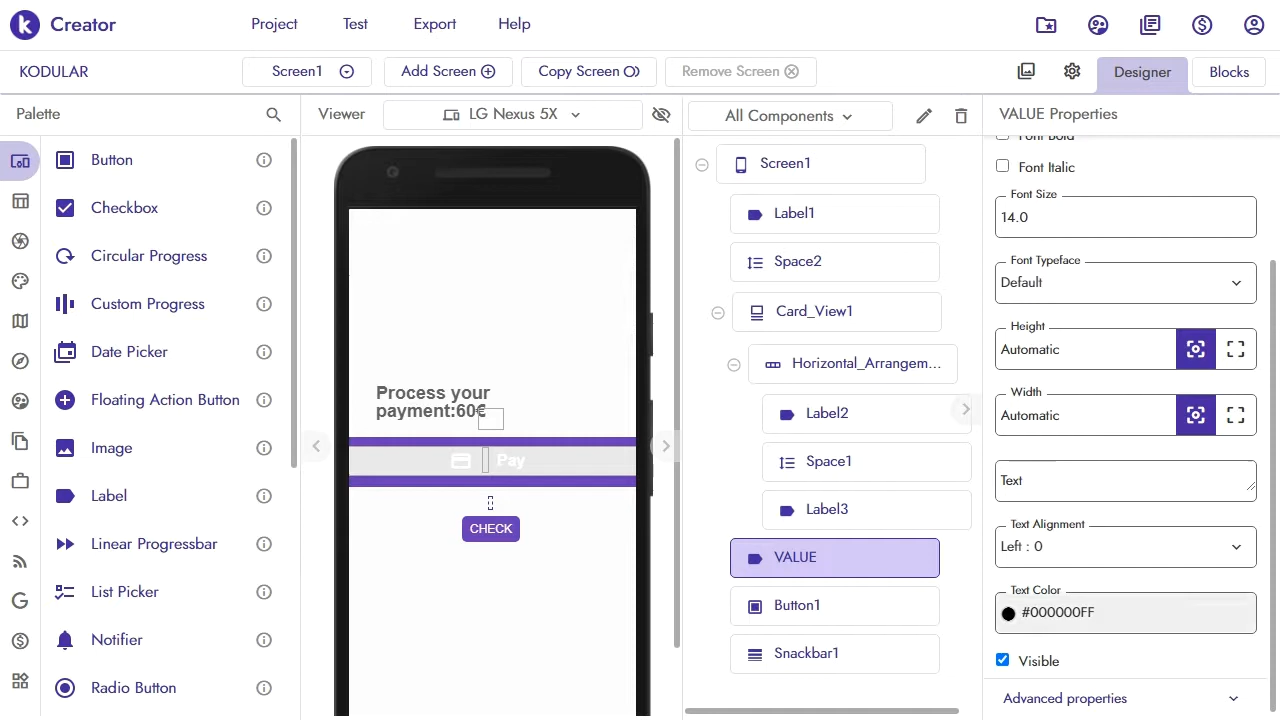 Creator
Project
Test
Export
Help
KODULAR
Screen1
Add Screen
Copy Screen
Remove Screen
Designer
Blocks
Palette
Viewer
LG Nexus 5X
All Components
VALUE Properties
Button
Checkbox
Circular Progress
Custom Progress
Date Picker
Floating Action Button
Image
Label
Linear Progressbar
List Picker
Notifier
Radio Button
Process your
payment:60€
Pay
CHECK
Screen1
Label1
Space2
Card_View1
Horizontal_Arrangem...
Label2
Space1
Label3
VALUE
Button1
Snackbar1
Font Bold
Font Italic
Font Size
14.0
Font Typeface
Default
Height
Automatic
Width
Automatic
Text
Text Alignment
Left : 0
Text Color
#000000FF
Visible
Advanced properties